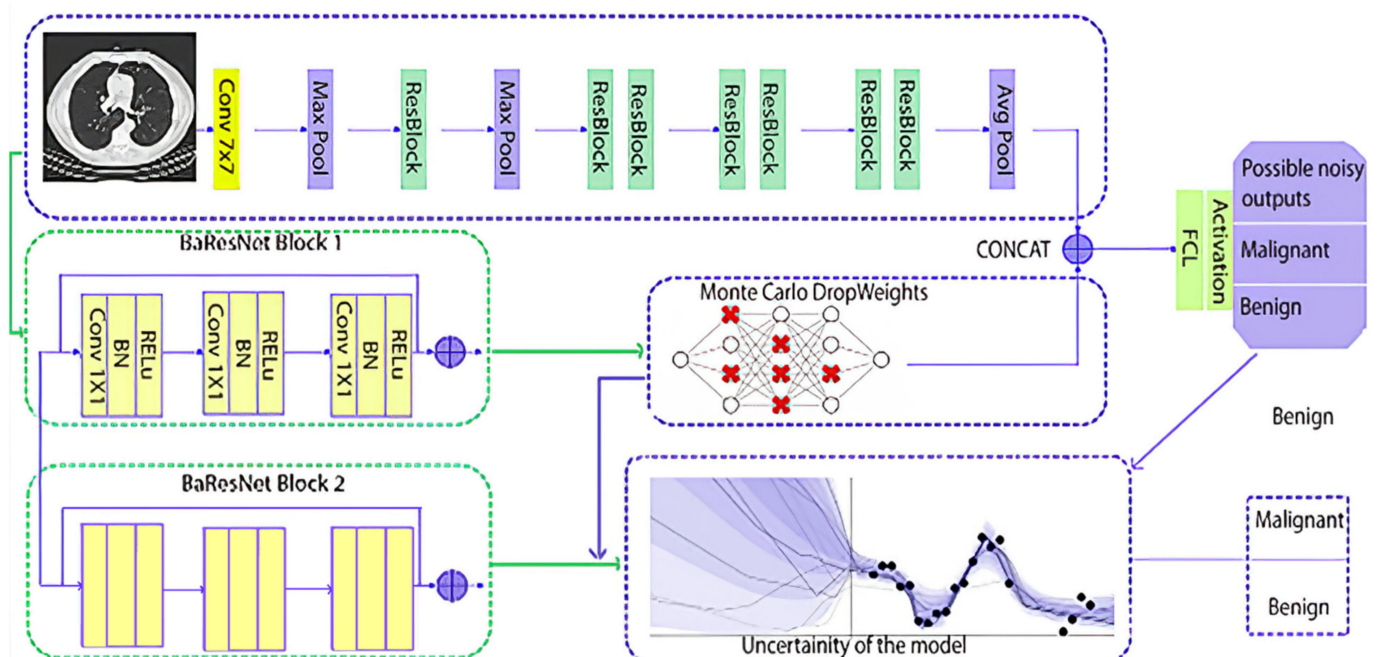 Conv 7x7
Max Pool
ResBlock
Max Pool
ResBlock
ResBlock
ResBlock
ResBlock
ResBlock
ResBlock
Avg Pool
Possible noisy
outputs
Malignant
Benign
FCL
Activation
CONCAT
BaResNet Block 1
Conv 1X1
BN
RELu
Conv 1X1
BN
RELu
Conv 1X1
BN
RELu
Monte Carlo DropWeights
Benign
BaResNet Block 2
Uncertainity of the model
Malignant
Benign